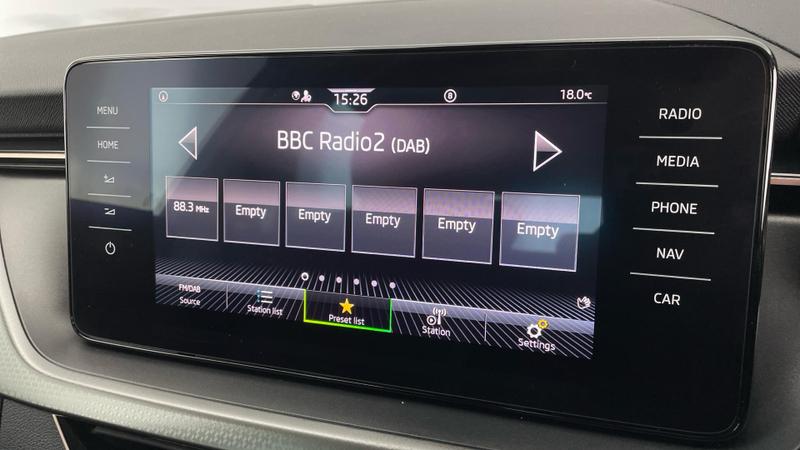 MENU
HOME
15:26
8
18.0°C
BBC Radio2 (DAB)
88.3 MHz
Empty
Empty
Empty
Empty
Empty
FM/DAB
Source
Station list
Preset list
Station
Settings
RADIO
MEDIA
PHONE
NAV
CAR